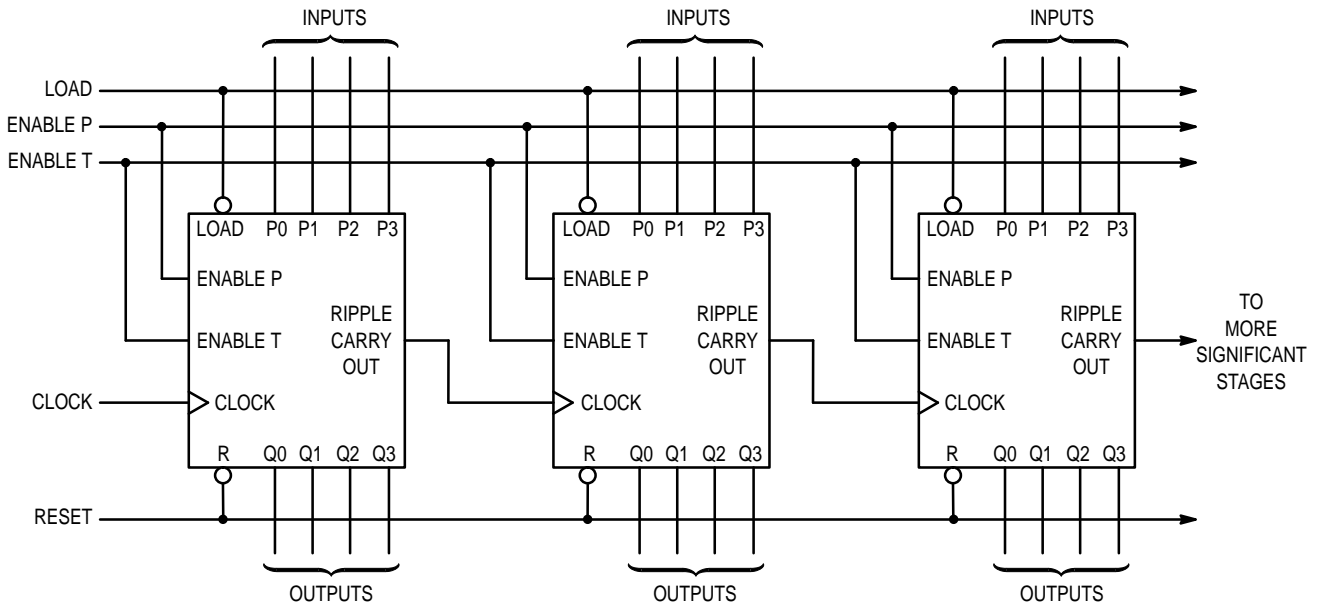 INPUTS INPUTS INPUTS
LOAD
ENABLE P
ENABLE T
LOAD P0 P1 P2 P3 LOAD P0 P1 P2 P3 LOAD P0 P1 P2 P3
ENABLE P ENABLE P ENABLE P
RIPPLE RIPPLE RIPPLE TO
ENABLE T CARRY ENABLE T CARRY ENABLE T CARRY MORE
OUT OUT OUT SIGNIFICANT
STAGES
CLOCK CLOCK CLOCK CLOCK
R Q0 Q1 Q2 Q3 R Q0 Q1 Q2 Q3 R Q0 Q1 Q2 Q3
RESET
OUTPUTS OUTPUTS OUTPUTS